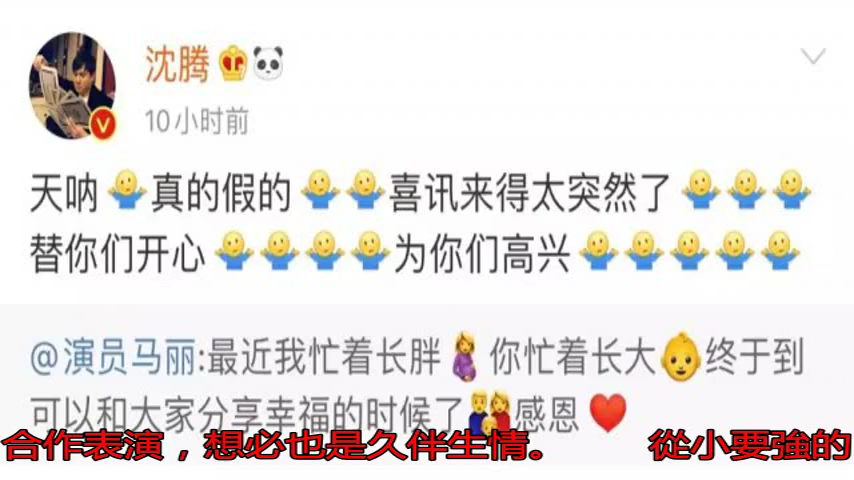 沈腾👑🐼
10小时前
天呐🤷‍♂️真的假的🤷‍♂️🤷‍♂️喜讯来得太突然了🤷‍♂️🤷‍♂️🤷‍♂️
替你们开心🤷‍♂️🤷‍♂️🤷‍♂️🤷‍♂️为你们高兴🤷‍♂️🤷‍♂️🤷‍♂️🤷‍♂️🤷‍♂️
@演员马丽:最近我忙着长胖🤰你忙着长大👶终于到
可以和大家分享幸福的时候了👪感恩❤️
合作表演，想必也是久伴生情。 從小要強的